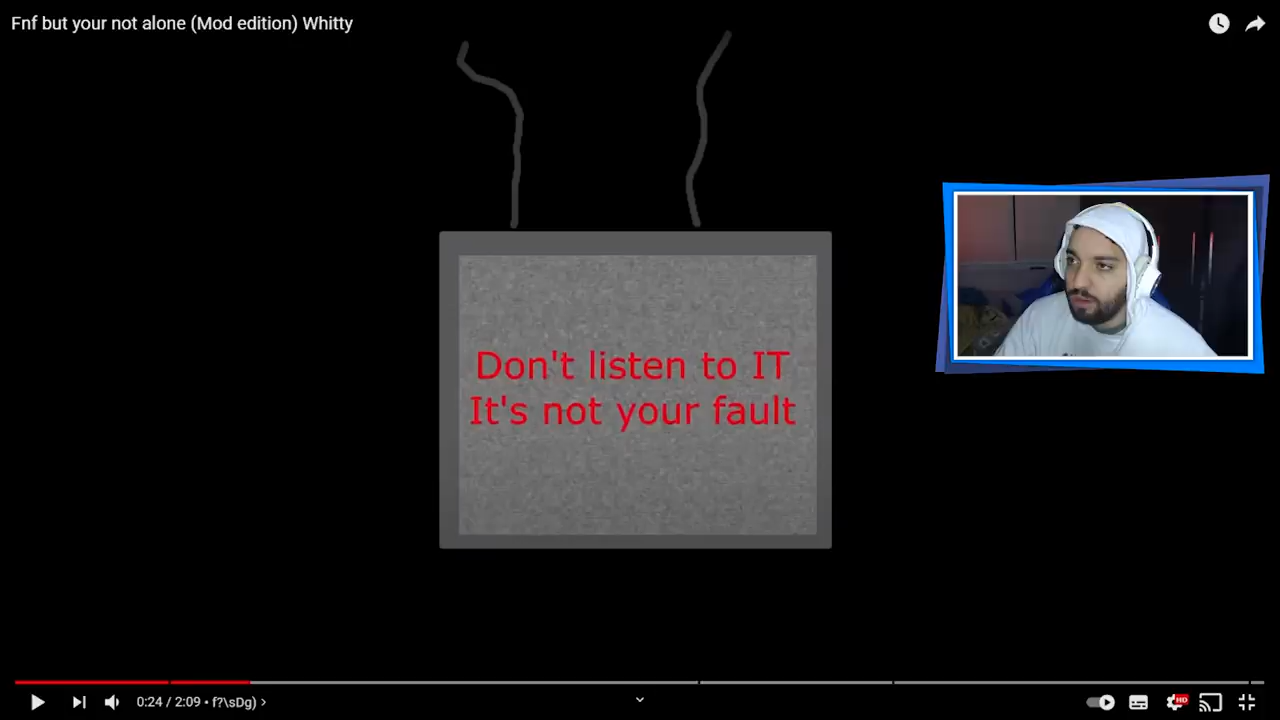 Fnf but your not alone (Mod edition) Whitty
Don't listen to IT
It's not your fault
0:24 / 2:09 • f?\sDg) ›
HD